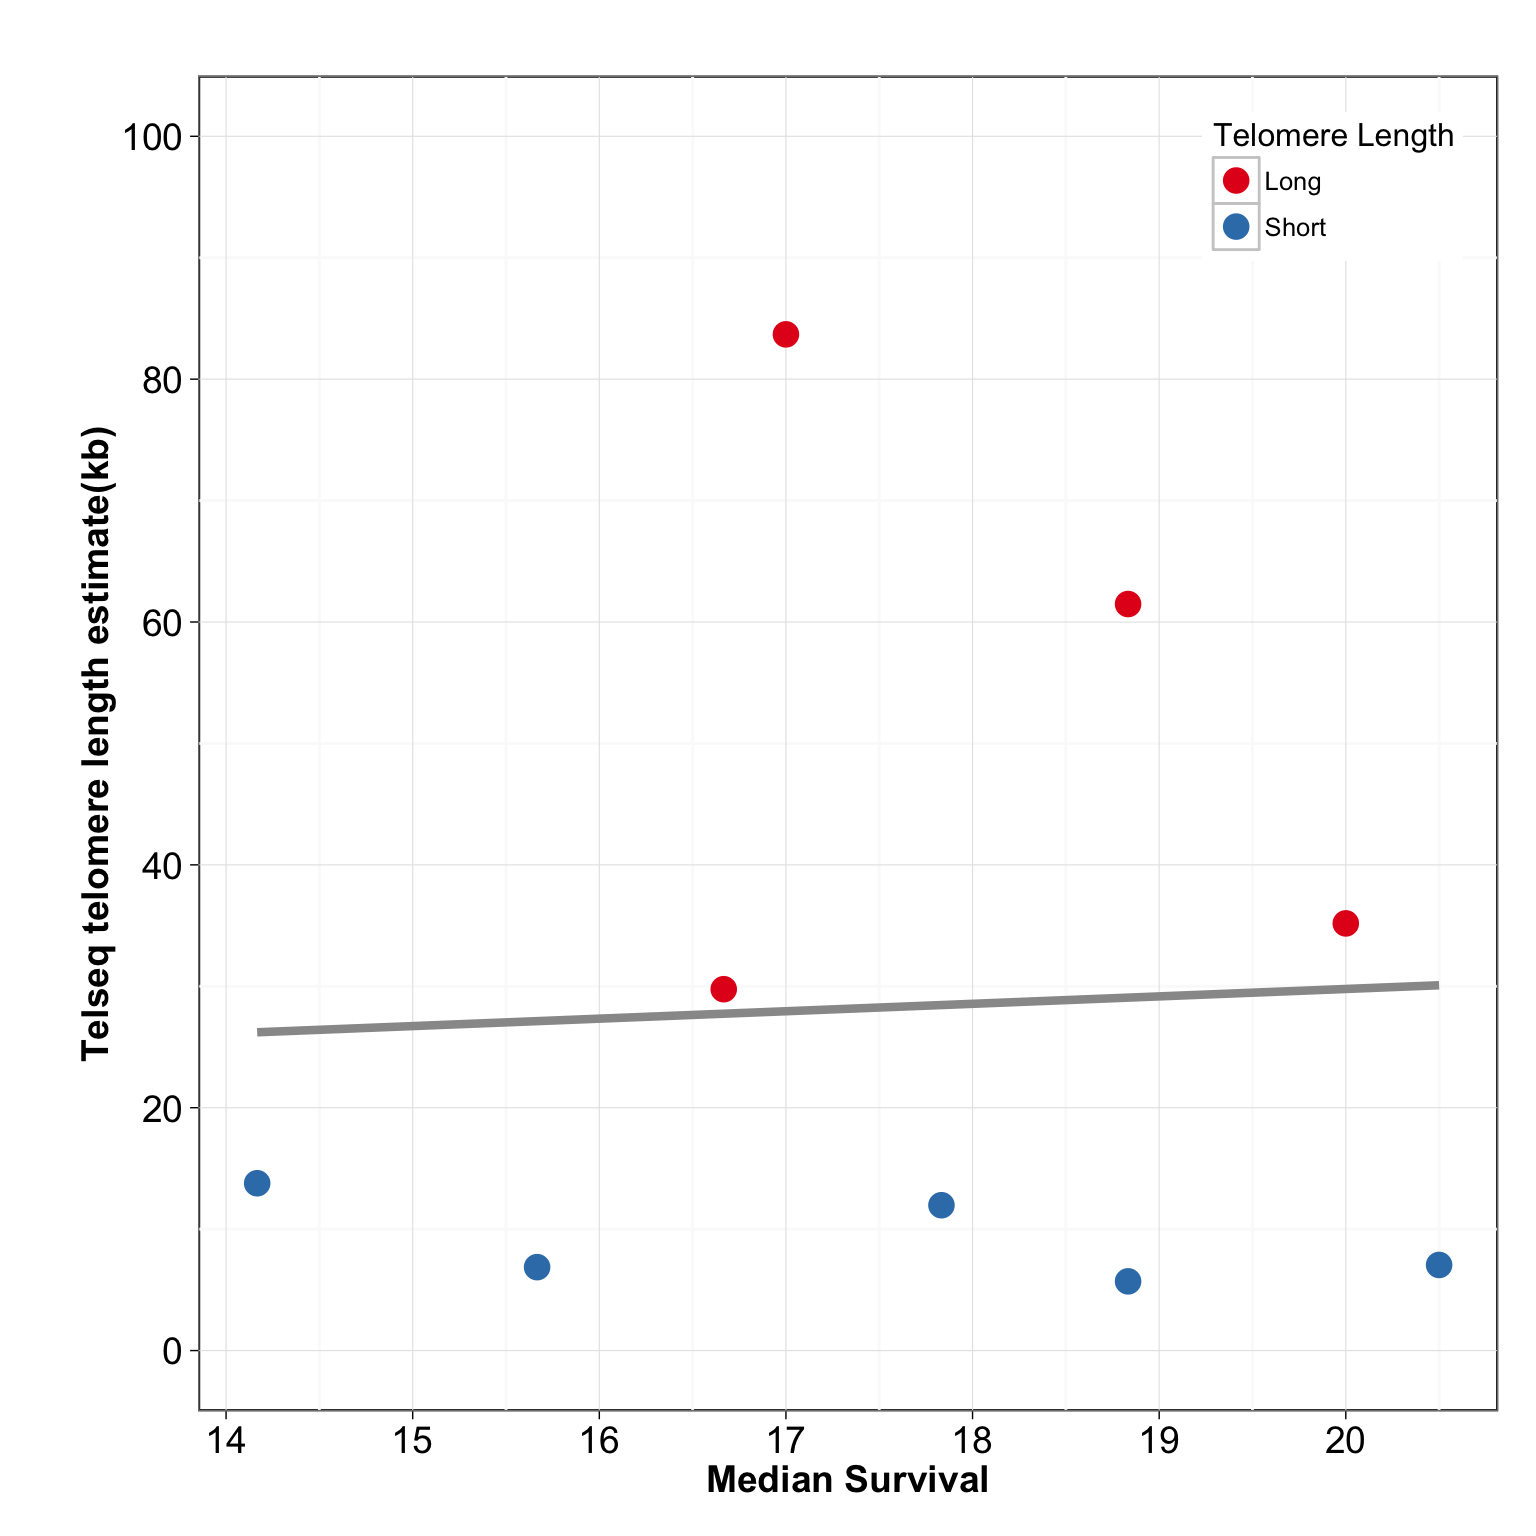 Telomere Length
Long
Short
100
80
60
40
20
0
Telseq telomere length estimate(kb)
14 15 16 17 18 19 20
Median Survival